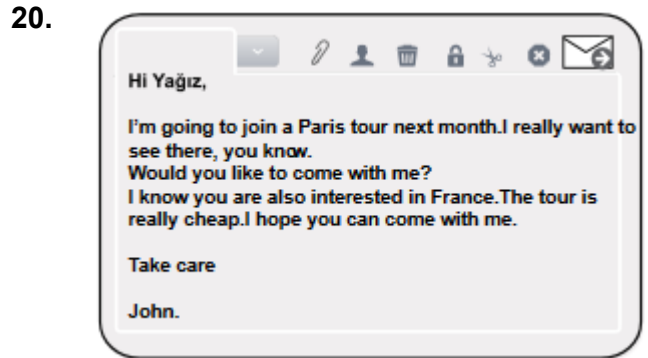 20.
Hi Yağız,
I'm going to join a Paris tour next month.I really want to
see there, you know.
Would you like to come with me?
I know you are also interested in France.The tour is
really cheap.I hope you can come with me.
Take care
John.